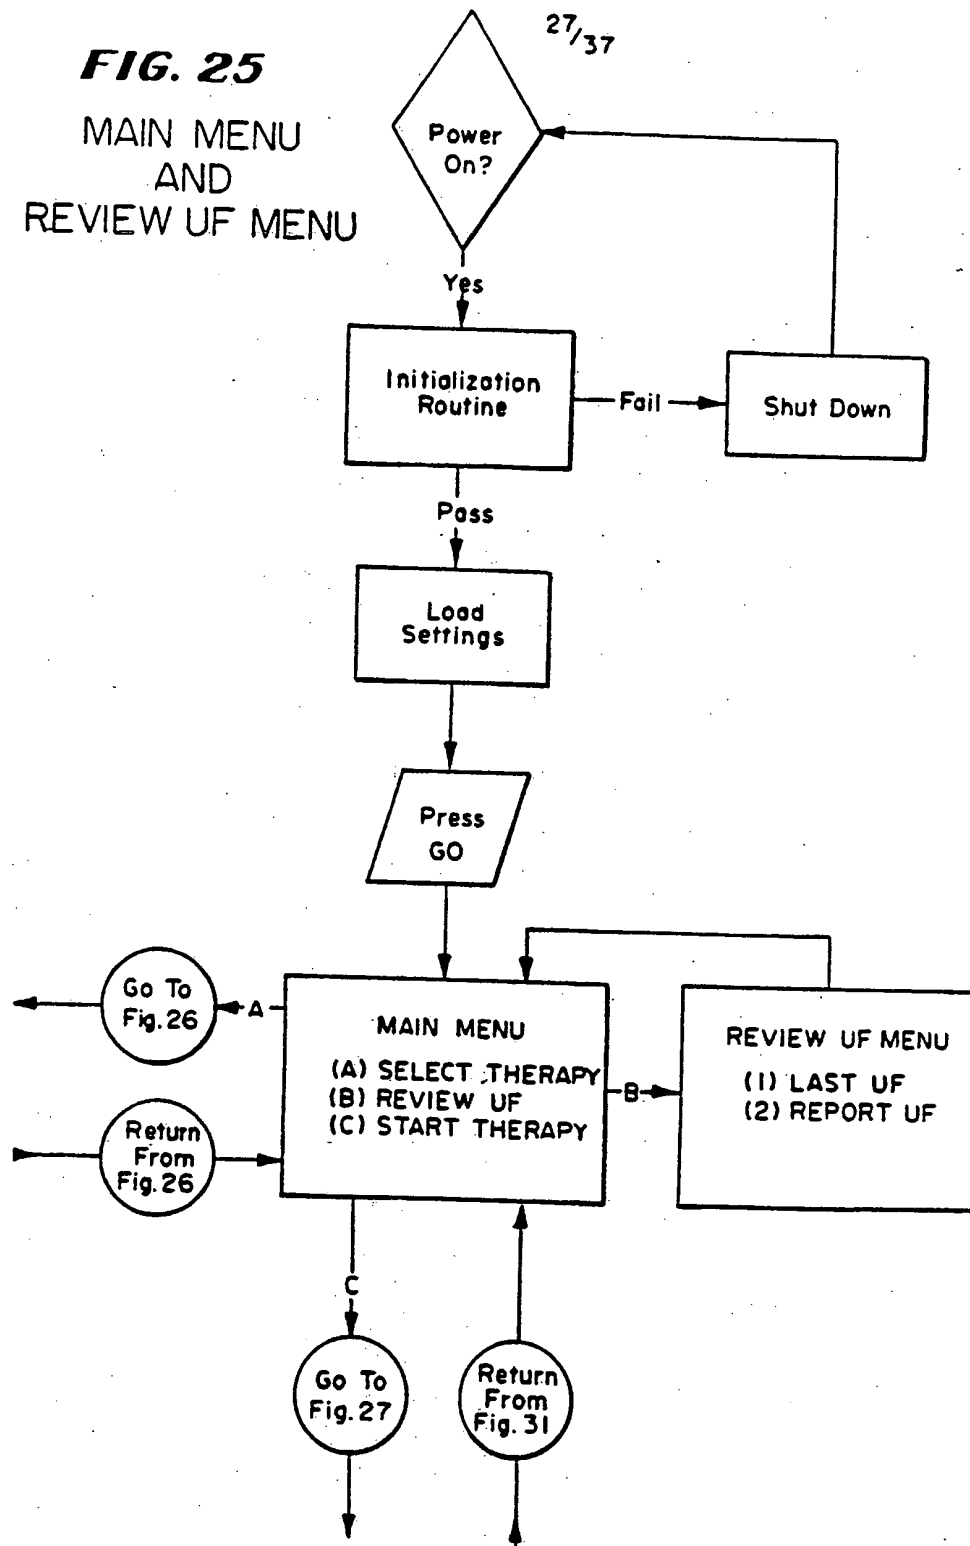 27/37
FIG. 25
MAIN MENU
AND
REVIEW UF MENU
Power
On?
Yes
Initialization
Routine
Fail
Shut Down
Pass
Load
Settings
Press
GO
Go To
Fig. 26
A
MAIN MENU
(A) SELECT THERAPY
(B) REVIEW UF
(C) START THERAPY
B
REVIEW UF MENU
(1) LAST UF
(2) REPORT UF
Return
From
Fig. 26
C
Go To
Fig. 27
Return
From
Fig. 31